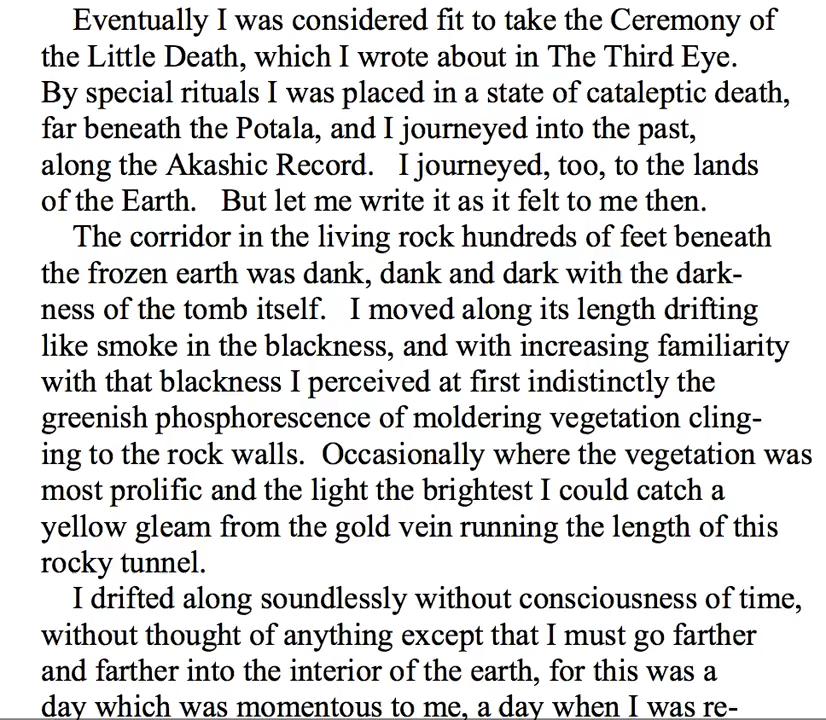 Eventually I was considered fit to take the Ceremony of
the Little Death, which I wrote about in The Third Eye.
By special rituals I was placed in a state of cataleptic death,
far beneath the Potala, and I journeyed into the past,
along the Akashic Record. I journeyed, too, to the lands
of the Earth. But let me write it as it felt to me then.
The corridor in the living rock hundreds of feet beneath
the frozen earth was dank, dank and dark with the dark-
ness of the tomb itself. I moved along its length drifting
like smoke in the blackness, and with increasing familiarity
with that blackness I perceived at first indistinctly the
greenish phosphorescence of moldering vegetation cling-
ing to the rock walls. Occasionally where the vegetation was
most prolific and the light the brightest I could catch a
yellow gleam from the gold vein running the length of this
rocky tunnel.
I drifted along soundlessly without consciousness of time,
without thought of anything except that I must go farther
and farther into the interior of the earth, for this was a
day which was momentous to me, a day when I was re-